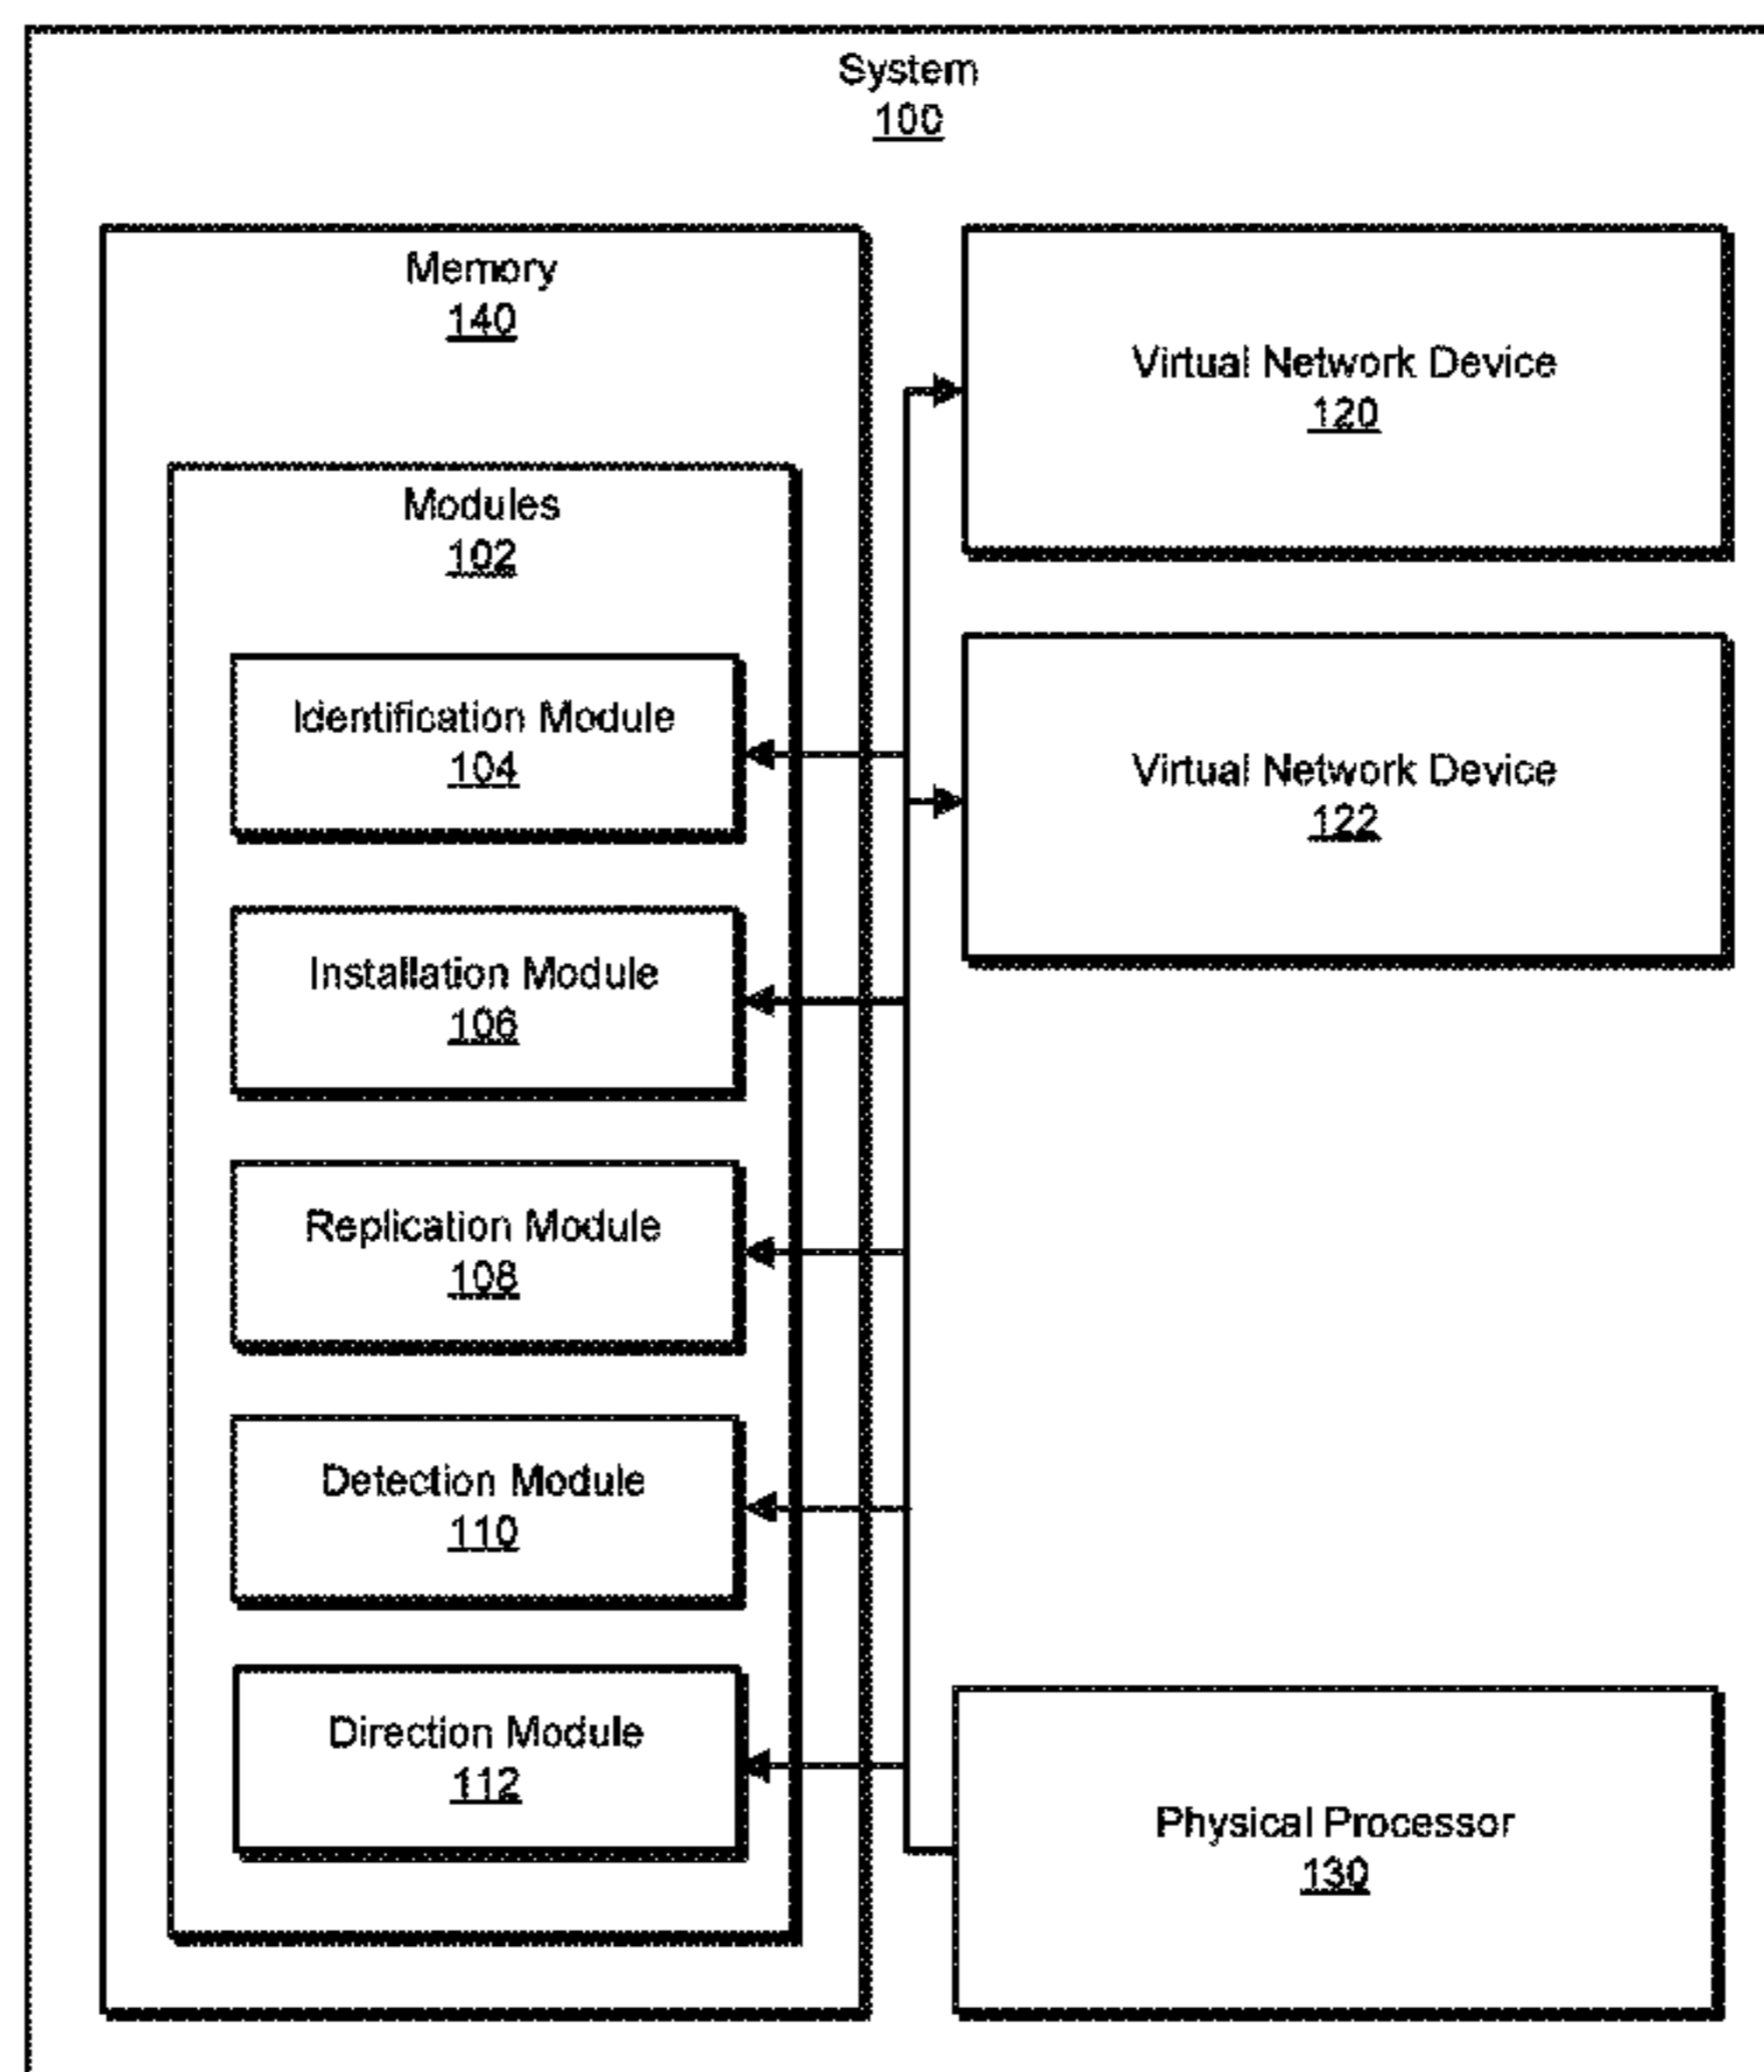 System
100
Memory
140
Modules
102
Identification Module
104
Installation Module
106
Replication Module
108
Detection Module
110
Direction Module
112
Virtual Network Device
120
Virtual Network Device
122
Physical Processor
130